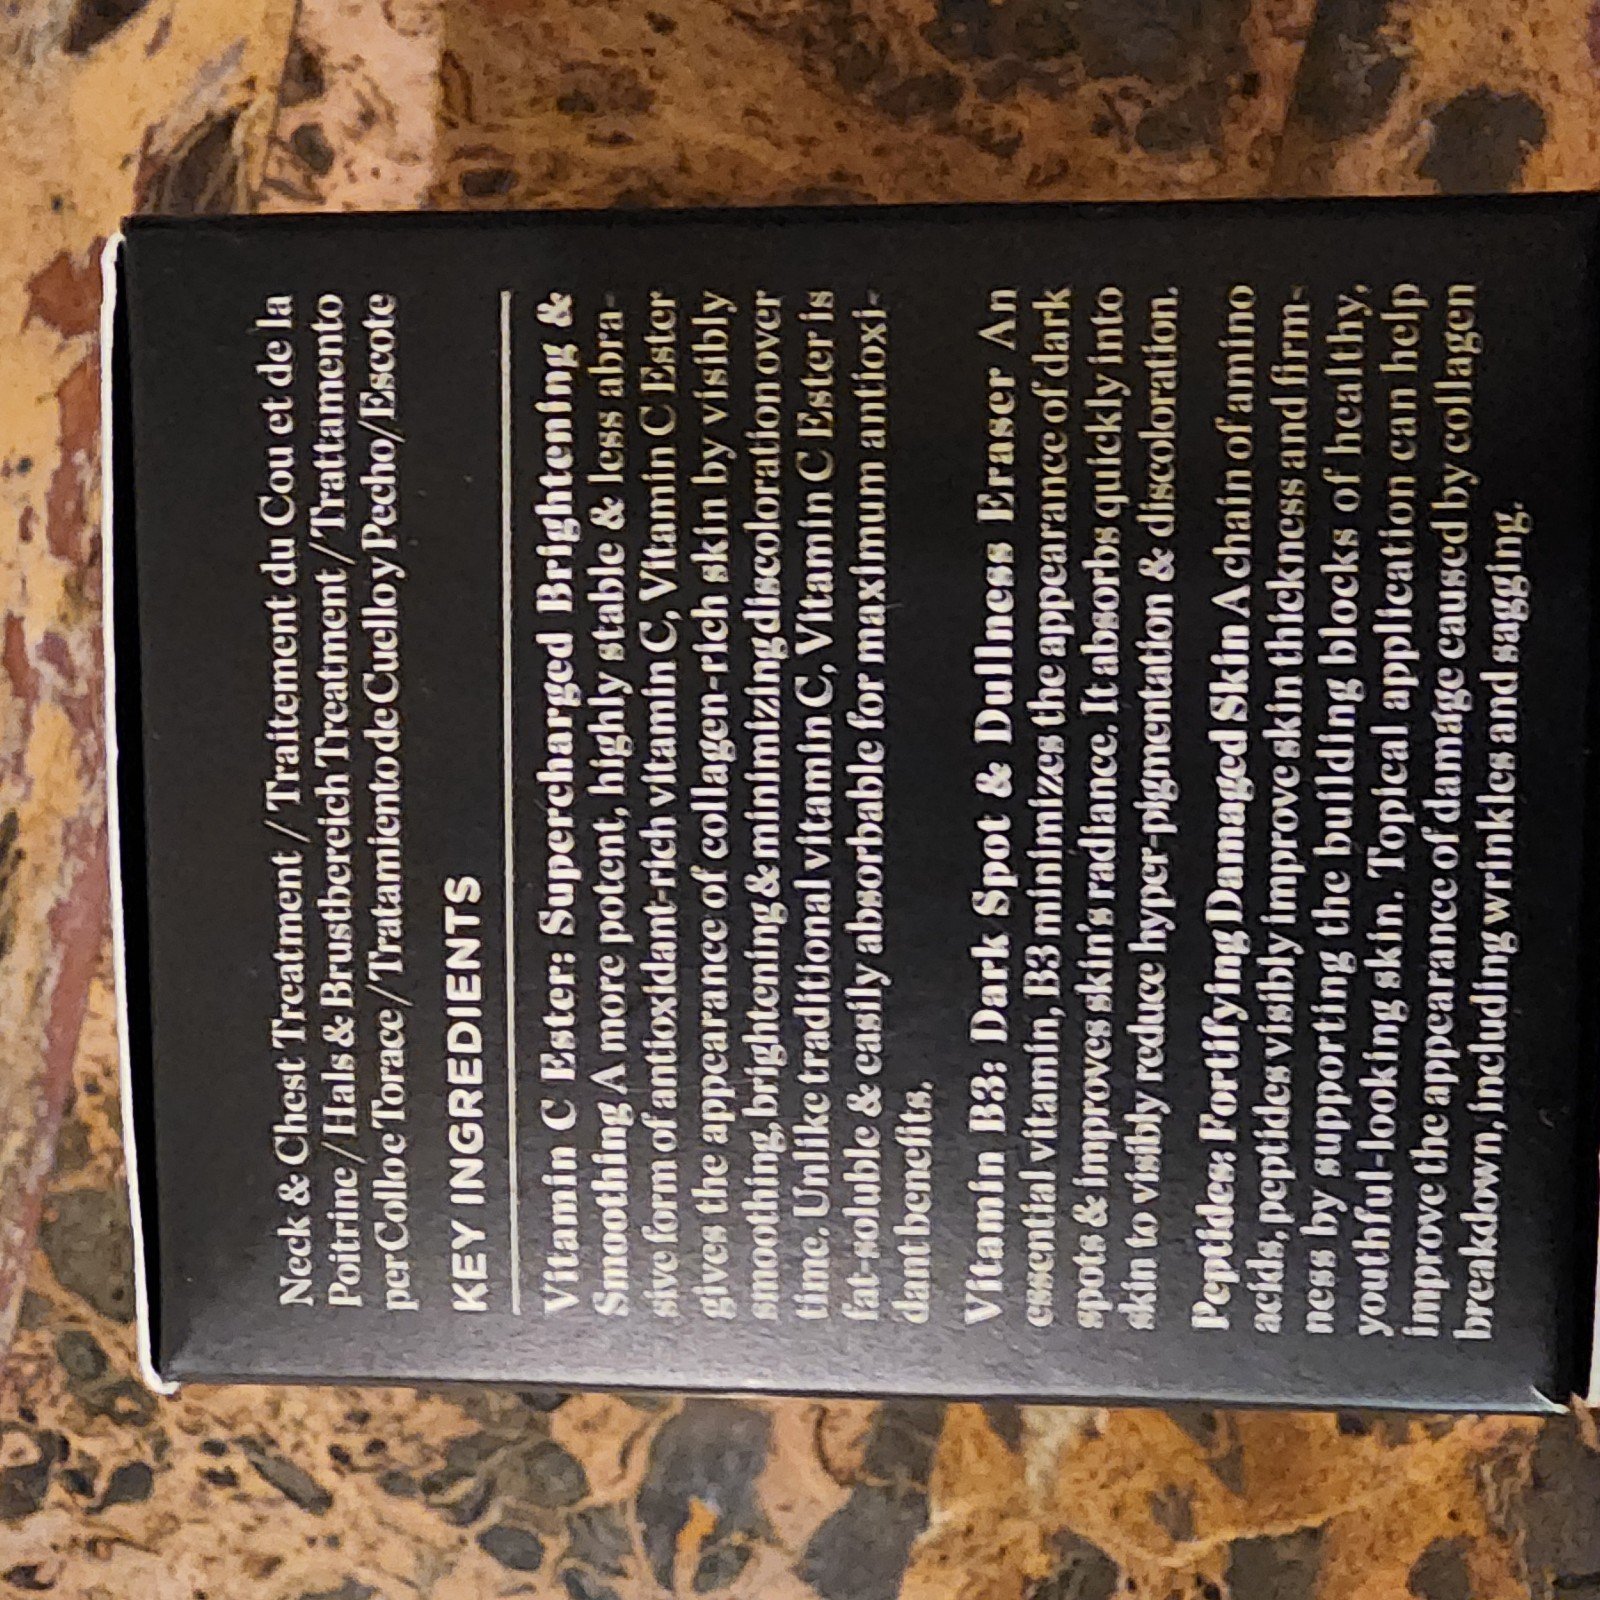 Neck & Chest Treatment / Traitement du Cou et de la
Poitrine / Hals & Brustbereich Treatment / Trattamento
per Collo e Torace / Tratamiento de Cuello y Pecho/Escote
KEY INGREDIENTS
Vitamin C Ester: Supercharged Brightening &
Smoothing A more potent, highly stable & less abra-
sive form of antioxidant-rich vitamin C, Vitamin C Ester
gives the appearance of collagen-rich skin by visibly
smoothing, brightening & minimizing discoloration over
time. Unlike traditional vitamin C, Vitamin C Ester is
fat-soluble & easily absorbable for maximum antioxi-
dant benefits.
Vitamin B3: Dark Spot & Dullness Eraser An
essential vitamin, B3 minimizes the appearance of dark
spots & improves skin's radiance. It absorbs quickly into
skin to visibly reduce hyper-pigmentation & discoloration.
Peptides: Fortifying Damaged Skin A chain of amino
acids, peptides visibly improve skin thickness and firm-
ness by supporting the building blocks of healthy,
youthful-looking skin. Topical application can help
improve the appearance of damage caused by collagen
breakdown, including wrinkles and sagging.